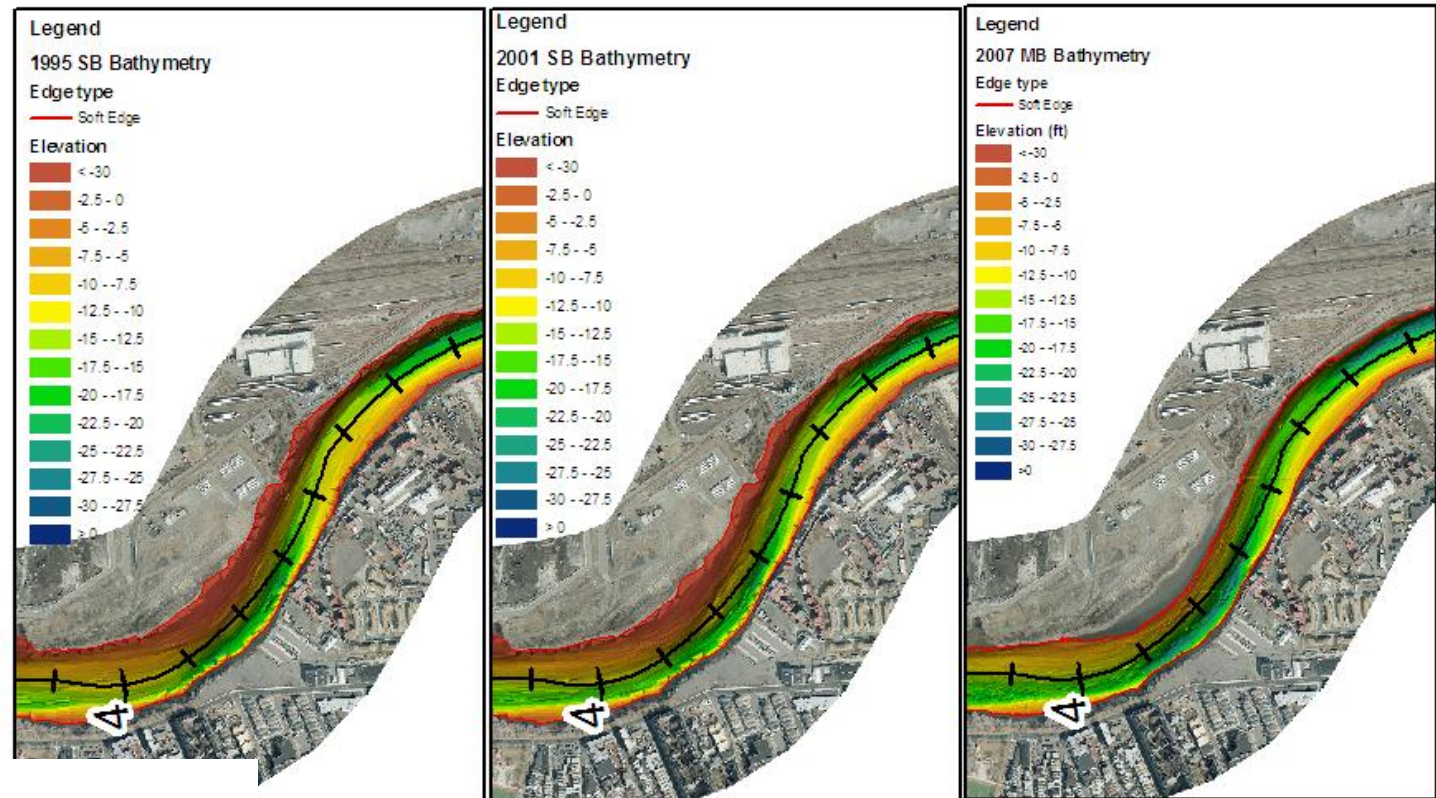 Legend
1995 SB Bathymetry
Edge type
Soft Edge
Elevation
< -30
-2.5 - 0
-5 - -2.5
-7.5 - -5
-10 - -7.5
-12.5 - -10
-15 - -12.5
-17.5 - -15
-20 - -17.5
-22.5 - -20
-25 - -22.5
-27.5 - -25
-30 - -27.5
> 0
4
Legend
2001 SB Bathymetry
Edge type
Soft Edge
Elevation
< -30
-2.5 - 0
-5 - -2.5
-7.5 - -5
-10 - -7.5
-12.5 - -10
-15 - -12.5
-17.5 - -15
-20 - -17.5
-22.5 - -20
-25 - -22.5
-27.5 - -25
-30 - -27.5
> 0
4
Legend
2007 MB Bathymetry
Edge type
Soft Edge
Elevation (ft)
< -30
-2.5 - 0
-5 - -2.5
-7.5 - -5
-10 - -7.5
-12.5 - -10
-15 - -12.5
-17.5 - -15
-20 - -17.5
-22.5 - -20
-25 - -22.5
-27.5 - -25
-30 - -27.5
>0
4